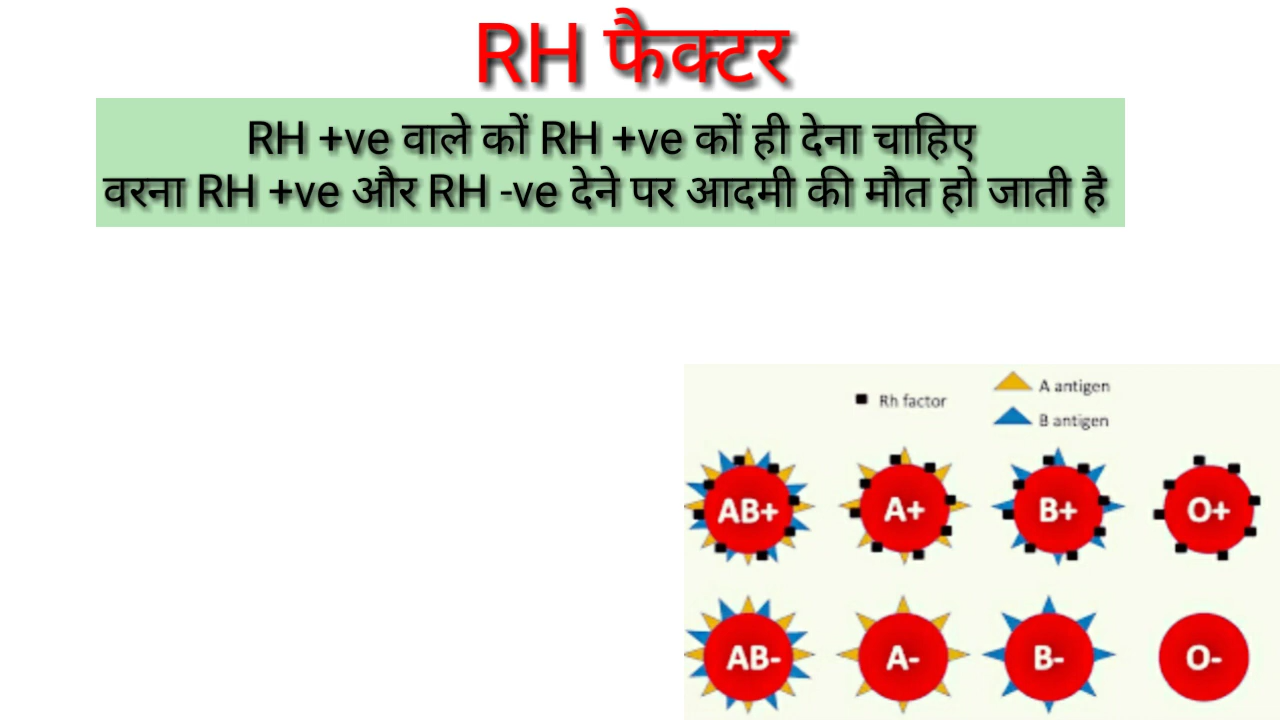 RH फैक्टर
RH +ve वाले कों RH +ve कों ही देना चाहिए
वरना RH +ve और RH -ve देने पर आदमी की मौत हो जाती है
A antigen
Rh factor
B antigen
AB+ A+ B+ O+
AB- A- B- O-